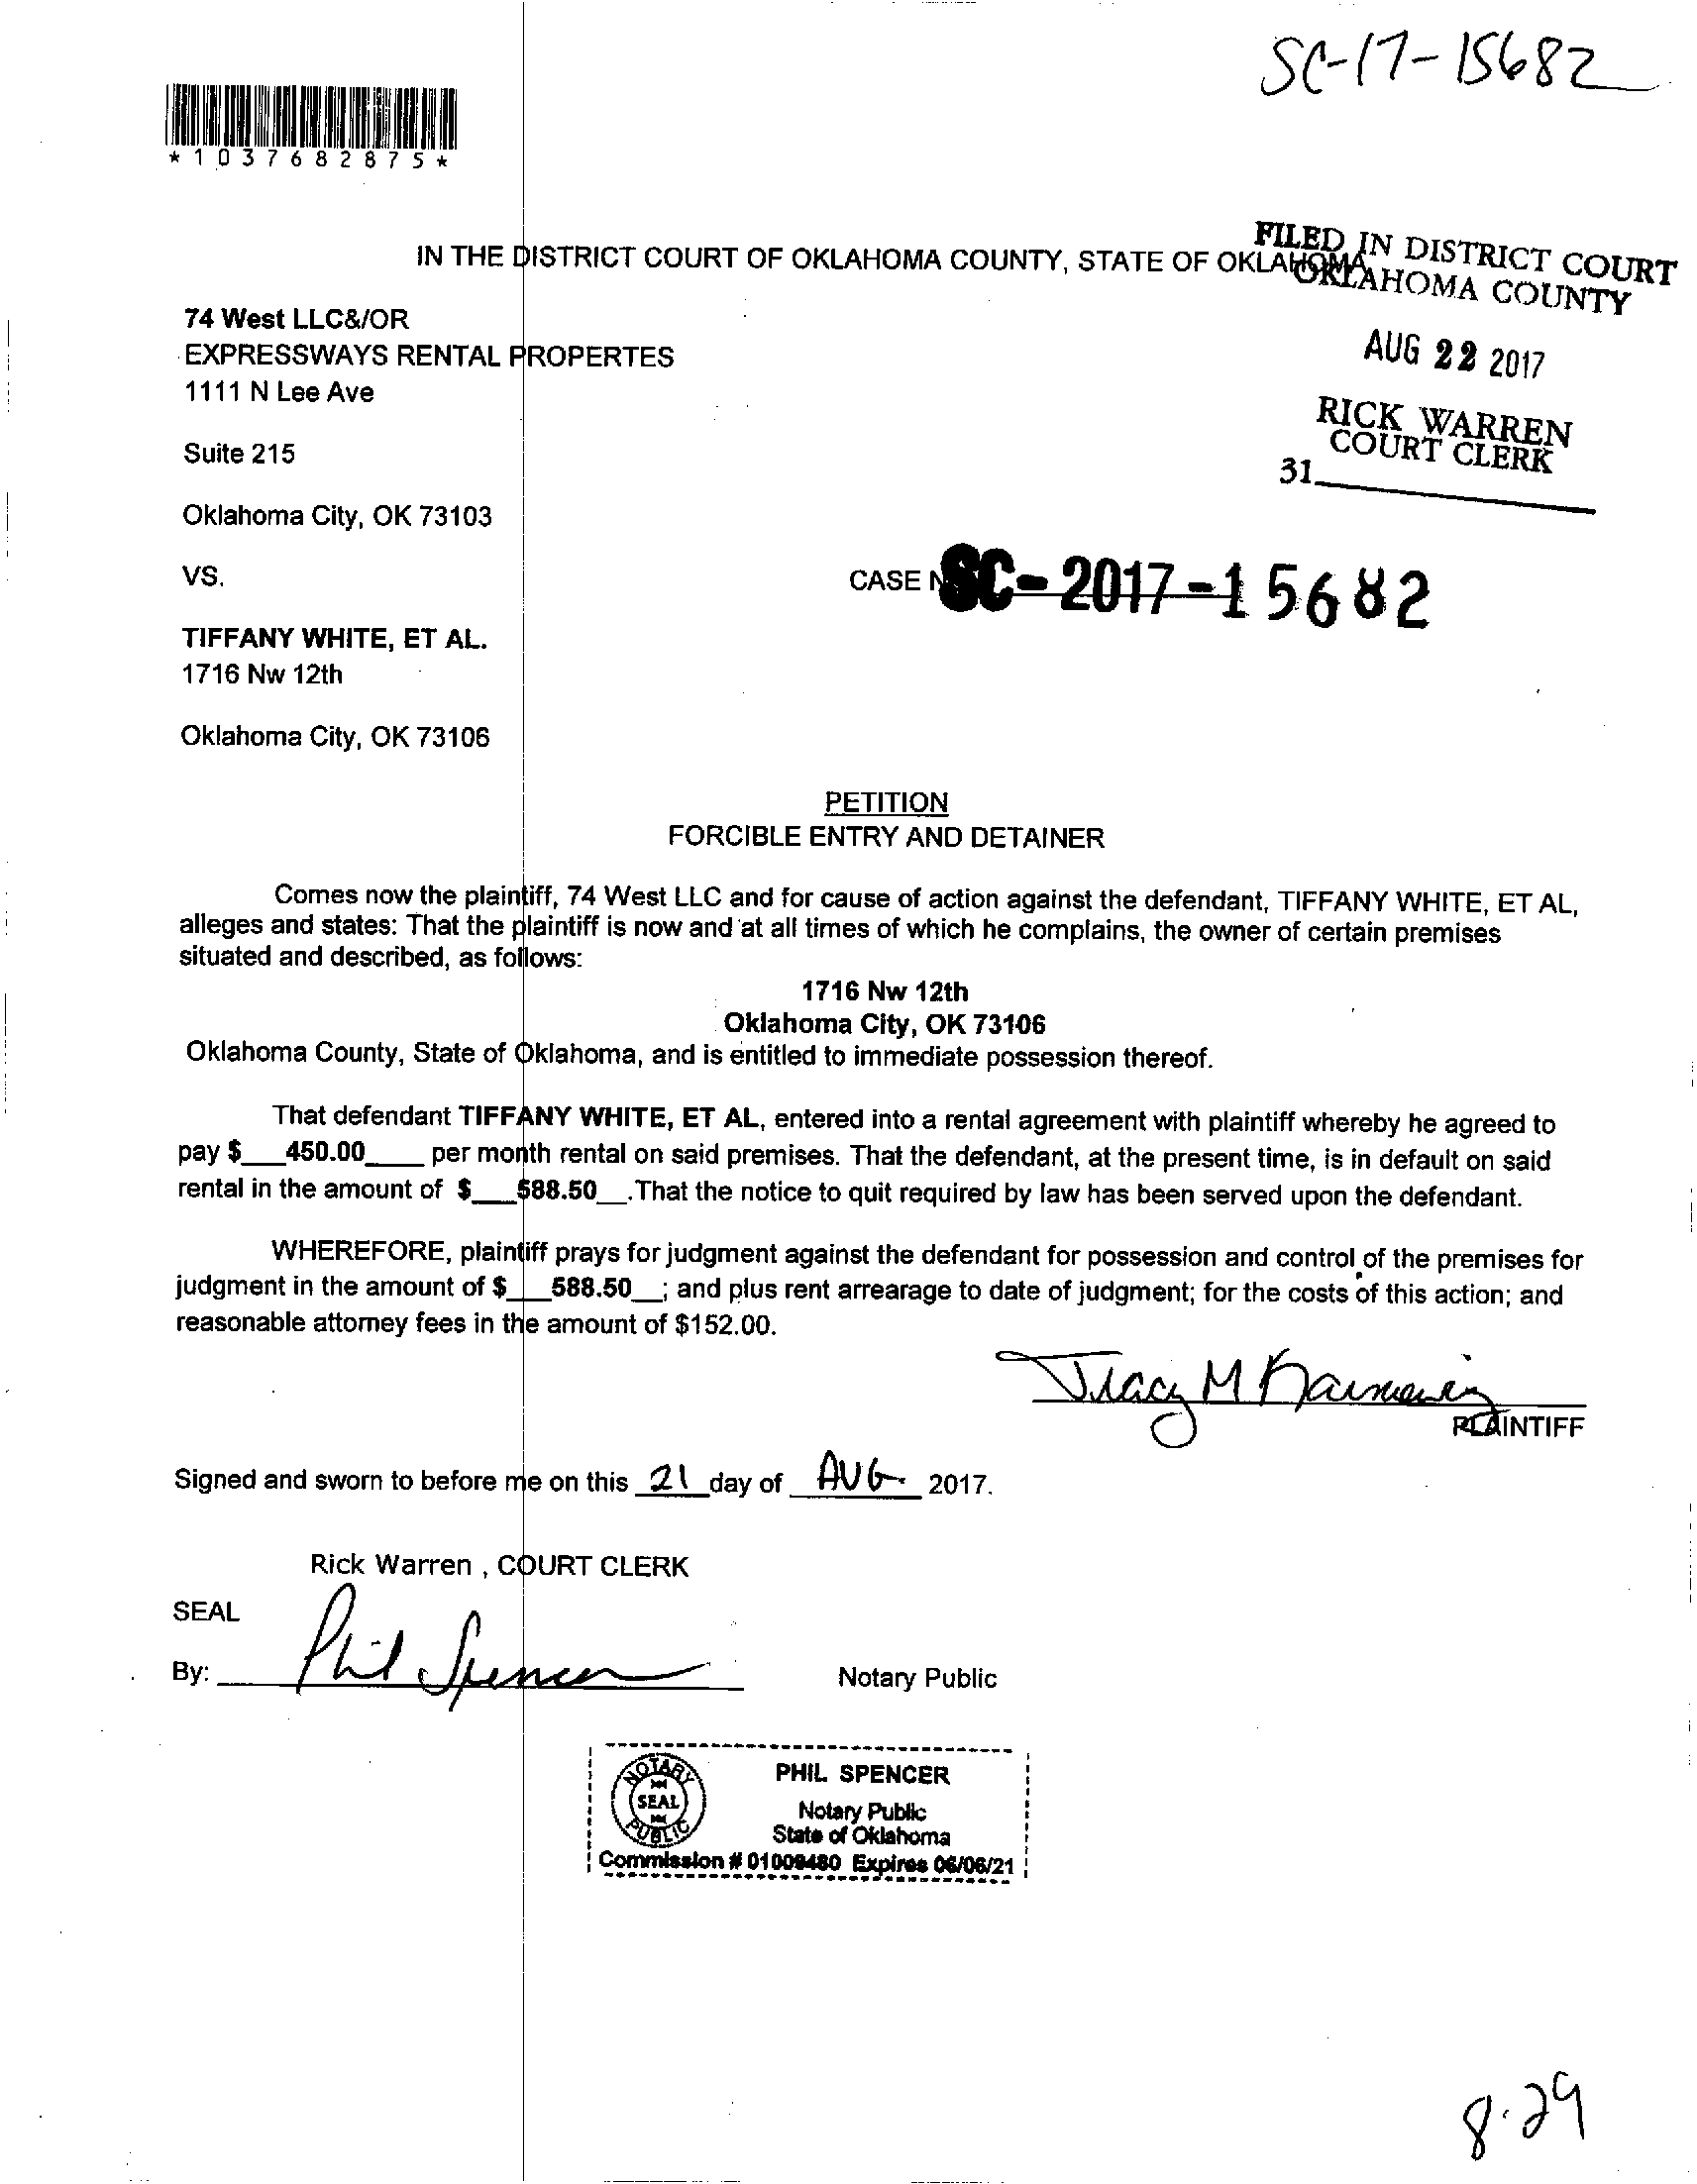 SC-17-15682
*1037682875*
IN THE DISTRICT COURT OF OKLAHOMA COUNTY, STATE OF OKLAHOMA
FILED IN DISTRICT COURT
OKLAHOMA COUNTY
74 West LLC&/OR
EXPRESSWAYS RENTAL PROPERTES
1111 N Lee Ave
AUG 22 2017
RICK WARREN
COURT CLERK
31
Suite 215
Oklahoma City, OK 73103
VS.
CASE N
SC-2017-15682
TIFFANY WHITE, ET AL.
1716 Nw 12th
Oklahoma City, OK 73106
PETITION
FORCIBLE ENTRY AND DETAINER
Comes now the plaintiff, 74 West LLC and for cause of action against the defendant, TIFFANY WHITE, ET AL,
alleges and states: That the plaintiff is now and at all times of which he complains, the owner of certain premises
situated and described, as follows:
1716 Nw 12th
Oklahoma City, OK 73106
Oklahoma County, State of Oklahoma, and is entitled to immediate possession thereof.
That defendant TIFFANY WHITE, ET AL, entered into a rental agreement with plaintiff whereby he agreed to
pay $___450.00____ per month rental on said premises. That the defendant, at the present time, is in default on said
rental in the amount of $___588.50__.That the notice to quit required by law has been served upon the defendant.
WHEREFORE, plaintiff prays for judgment against the defendant for possession and control of the premises for
judgment in the amount of $___588.50__; and plus rent arrearage to date of judgment; for the costs of this action; and
reasonable attorney fees in the amount of $152.00.
Tracy M
PLAINTIFF
Signed and sworn to before me on this 21 day of AUG 2017.
Rick Warren , COURT CLERK
SEAL
By: Phil Spencer
Notary Public
NOTARY
SEAL
PUBLIC
PHIL SPENCER
Notary Public
State of Oklahoma
Commission # 01009480 Expires 06/06/21
8.29